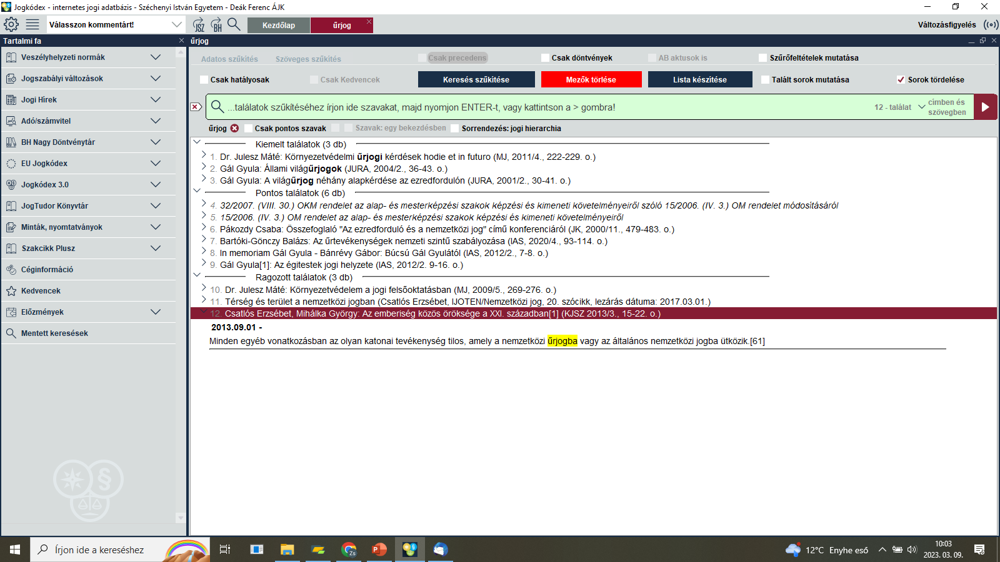 Jogkódex - internetes jogi adatbázis - Széchenyi István Egyetem - Deák Ferenc ÁJK
Válasszon kommentárt!
JSZ
BH
Kezdőlap
űrjog
Változásfigyelés
Tartalmi fa
űrjog
Veszélyhelyzeti normák
Jogszabályi változások
Jogi Hírek
Adó/számvitel
BH Nagy Döntvénytár
EU Jogkódex
Jogkódex 3.0
JogTudor Könyvtár
Minták, nyomtatványok
Szakcikk Plusz
Céginformáció
Kedvencek
Előzmények
Mentett keresések
Adatos szűkítés
Szöveges szűkítés
Csak precedens
Csak döntvények
AB aktusok is
Szűrőfeltételek mutatása
Csak hatályosak
Csak Kedvencek
Keresés szűkítése
Mezők törlése
Lista készítése
Talált sorok mutatása
Sorok tördelése
...találatok szűkítéséhez írjon ide szavakat, majd nyomjon ENTER-t, vagy kattintson a > gombra!
12 - találat
címben és
szövegben
űrjog
Csak pontos szavak
Szavak: egy bekezdésben
Sorrendezés: jogi hierarchia
Kiemelt találatok (3 db)
1. Dr. Julesz Máté: Környezetvédelmi űrjogi kérdések hodie et in futuro (MJ, 2011/4., 222-229. o.)
2. Gál Gyula: Állami világűrjogok (JURA, 2004/2., 36-43. o.)
3. Gál Gyula: A világűrjog néhány alapkérdése az ezredfordulón (JURA, 2001/2., 30-41. o.)
Pontos találatok (6 db)
4. 32/2007. (VIII. 30.) OKM rendelet az alap- és mesterképzési szakok képzési és kimeneti követelményeiről szóló 15/2006. (IV. 3.) OM rendelet módosításáról
5. 15/2006. (IV. 3.) OM rendelet az alap- és mesterképzési szakok képzési és kimeneti követelményeiről
6. Pákozdy Csaba: Összefoglaló "Az ezredforduló és a nemzetközi jog" című konferenciáról (JK, 2000/11., 479-483. o.)
7. Bartóki-Gönczy Balázs: Az űrtevékenységek nemzeti szintű szabályozása (IAS, 2020/4., 93-114. o.)
8. In memoriam Gál Gyula - Bánrévy Gábor: Búcsú Gál Gyulától (IAS, 2012/2., 7-8. o.)
9. Gál Gyula[1]: Az égitestek jogi helyzete (IAS, 2012/2. 9-16. o.)
Ragozott találatok (3 db)
10. Dr. Julesz Máté: Környezetvédelem a jogi felsőoktatásban (MJ, 2009/5., 269-276. o.)
11. Térség és terület a nemzetközi jogban (Csatlós Erzsébet, IJOTEN/Nemzetközi jog, 20. szócikk, lezárás dátuma: 2017.03.01.)
12. Csatlós Erzsébet, Mihálka György: Az emberiség közös öröksége a XXI. században[1] (KJSZ 2013/3., 15-22. o.)
2013.09.01 -
Minden egyéb vonatkozásban az olyan katonai tevékenység tilos, amely a nemzetközi űrjogba vagy az általános nemzetközi jogba ütközik.[61]
Írjon ide a kereséshez
Zs
12°C Enyhe eső
10:03
2023. 03. 09.